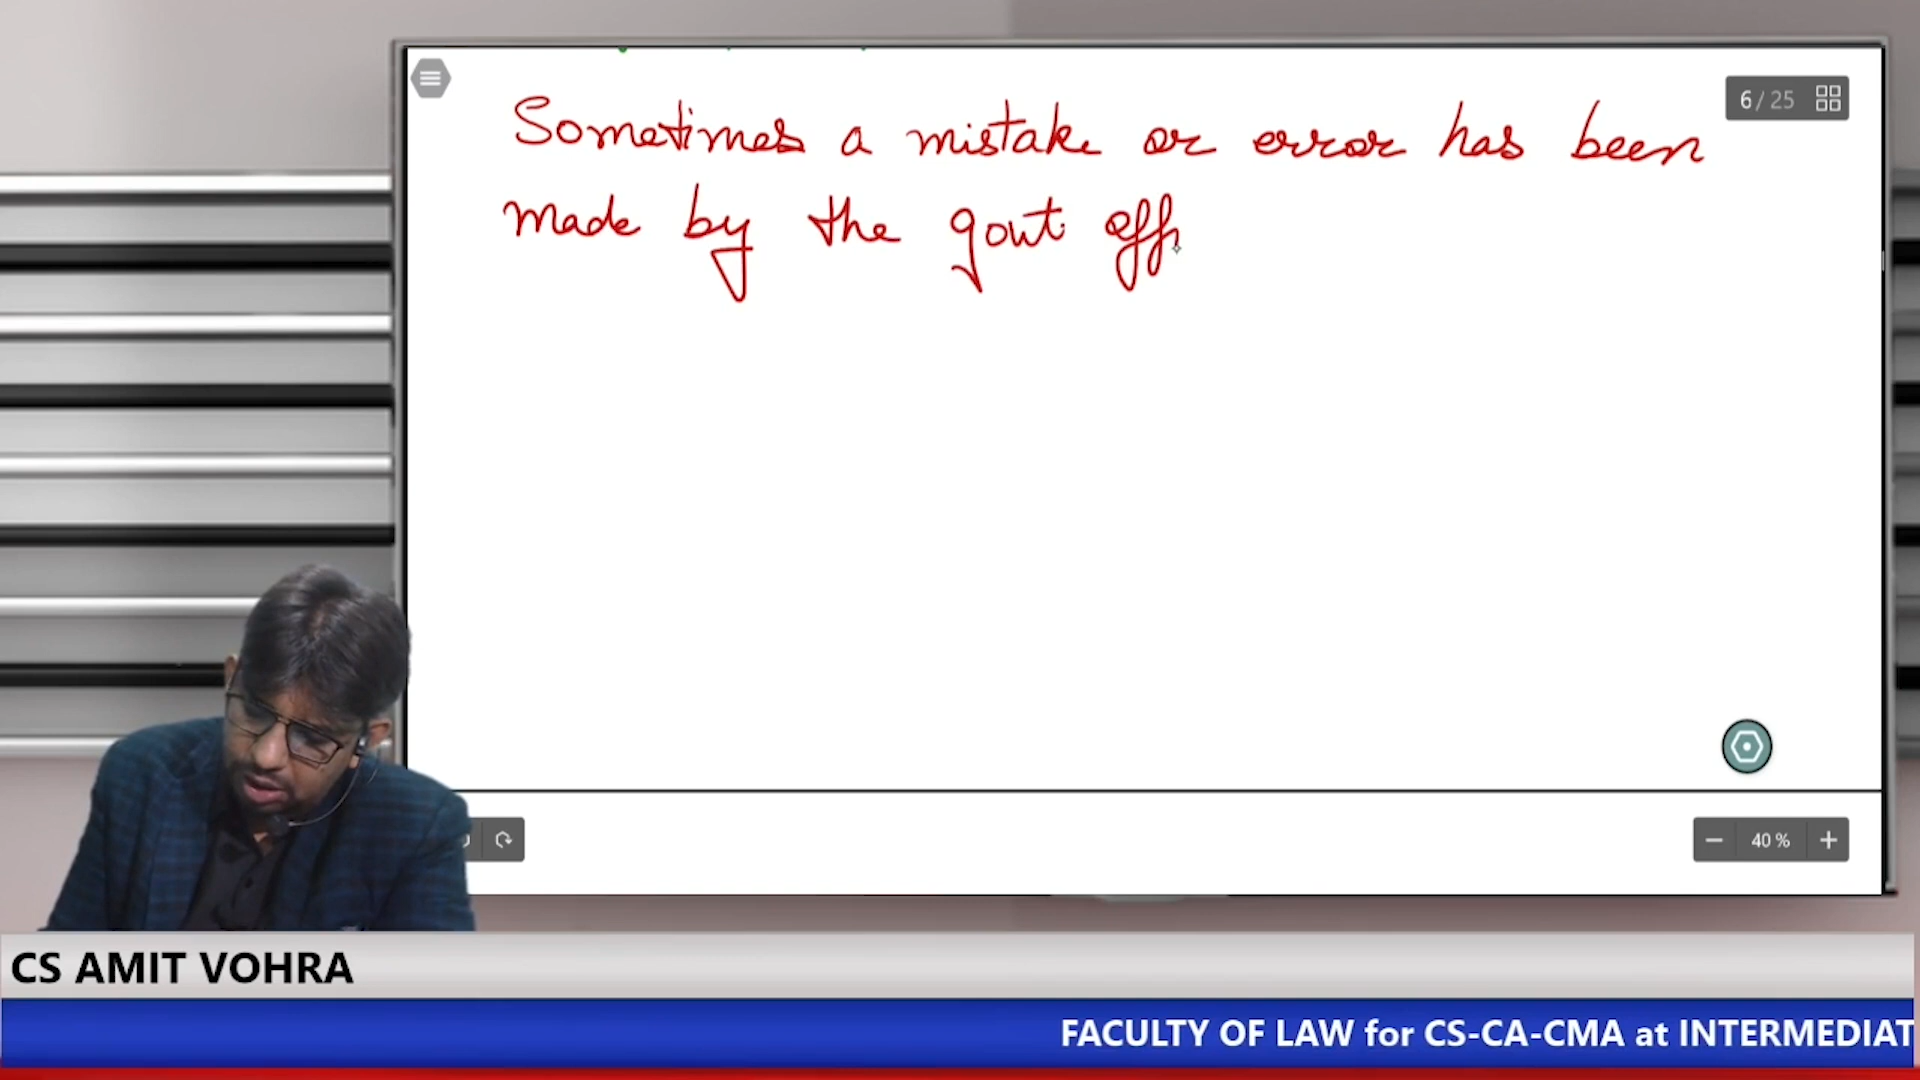 6 / 25
Sometimes a mistake or error has been
made by the govt off
40 %
CS AMIT VOHRA
FACULTY OF LAW for CS-CA-CMA at INTERMEDIAT